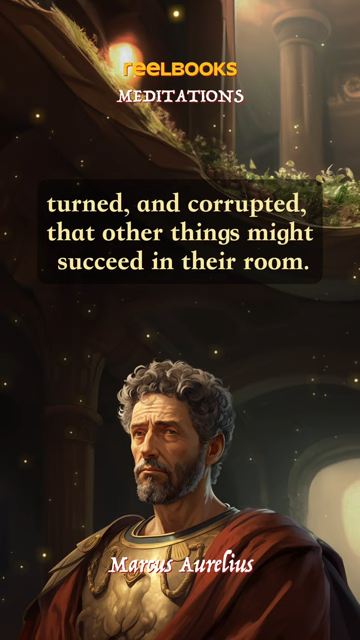 reelBOOKS
MEDITATIONS
turned, and corrupted,
that other things might
succeed in their room.
Marcus Aurelius